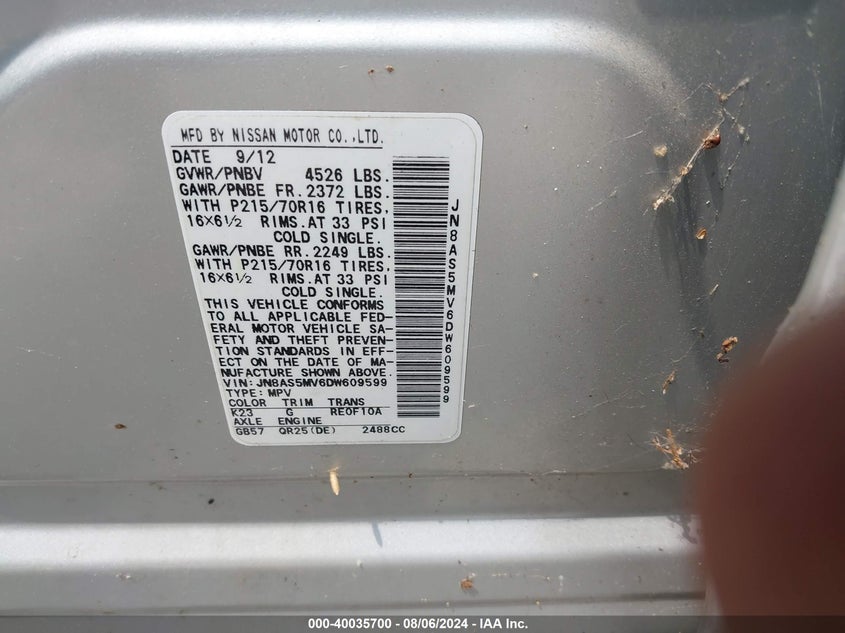 MFD BY NISSAN MOTOR CO.,LTD.
DATE 9/12
GVWR/PNBV 4526 LBS.
GAWR/PNBE FR. 2372 LBS.
WITH P215/70R16 TIRES,
16×6½ RIMS.AT 33 PSI
COLD SINGLE.
GAWR/PNBE RR. 2249 LBS.
WITH P215/70R16 TIRES,
16×6½ RIMS.AT 33 PSI
COLD SINGLE.
THIS VEHICLE CONFORMS
TO ALL APPLICABLE FED-
ERAL MOTOR VEHICLE SA-
FETY AND THEFT PREVEN-
TION STANDARDS IN EFF-
ECT ON THE DATE OF MA-
NUFACTURE SHOWN ABOVE.
VIN: JN8AS5MV6DW609599
TYPE: MPV
COLOR TRIM TRANS
K23 G RE0F10A
AXLE ENGINE
GB57 QR25(DE) 2488CC
JN8AS5MV6DW609599
000-40035700 - 08/06/2024 - IAA Inc.